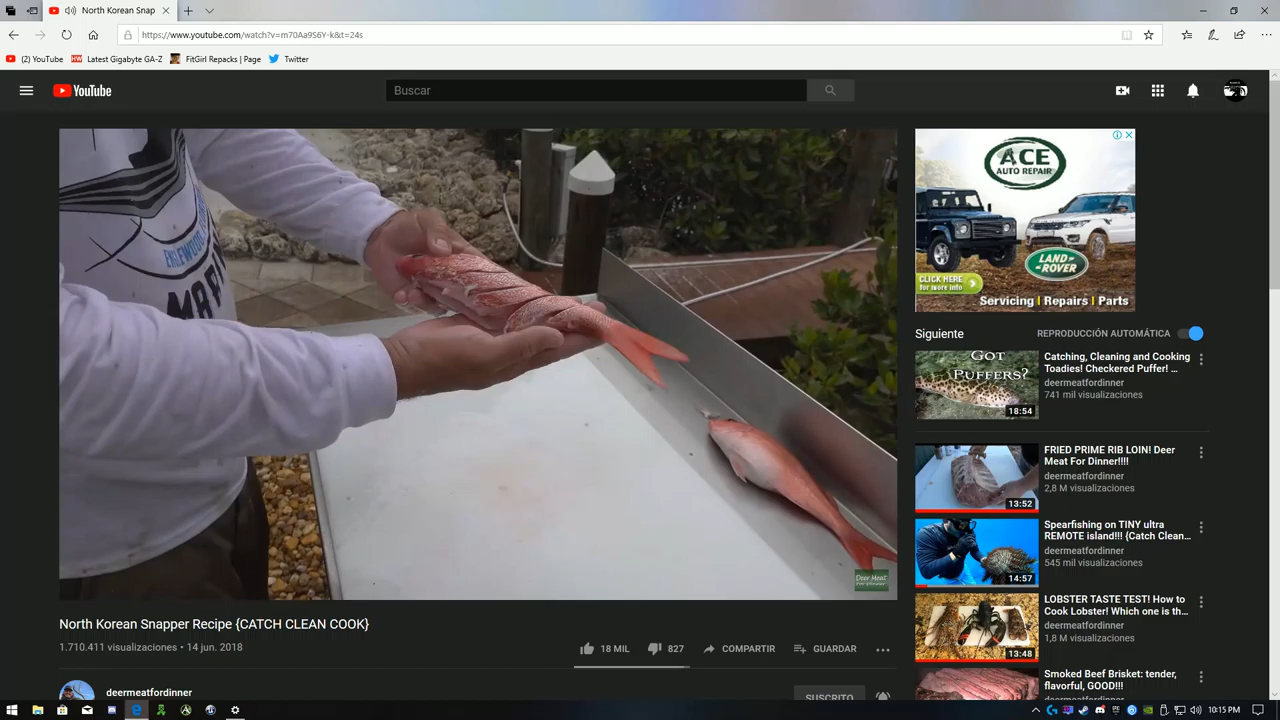 North Korean Snap
https://www.youtube.com/watch?v=m70Aa9S6Y-k&t=24s
(2) YouTube
HW Latest Gigabyte GA-Z
FitGirl Repacks | Page
Twitter
YouTube
Buscar
ACE
AUTO REPAIR
LAND-
ROVER
CLICK HERE
for more info
Servicing | Repairs | Parts
Deer Meat
For Dinner
Siguiente
REPRODUCCIÓN AUTOMÁTICA
GOT
PUFFERS?
18:54
Catching, Cleaning and Cooking
Toadies! Checkered Puffer! ...
deermeatfordinner
741 mil visualizaciones
13:52
FRIED PRIME RIB LOIN! Deer
Meat For Dinner!!!!
deermeatfordinner
2,8 M visualizaciones
14:57
Spearfishing on TINY ultra
REMOTE island!!! {Catch Clean...
deermeatfordinner
545 mil visualizaciones
13:48
LOBSTER TASTE TEST! How to
Cook Lobster! Which one is th...
deermeatfordinner
1,8 M visualizaciones
Smoked Beef Brisket: tender,
flavorful, GOOD!!!
North Korean Snapper Recipe {CATCH CLEAN COOK}
1.710.411 visualizaciones • 14 jun. 2018
18 MIL
827
COMPARTIR
GUARDAR
deermeatfordinner
SUSCRITO
10:15 PM